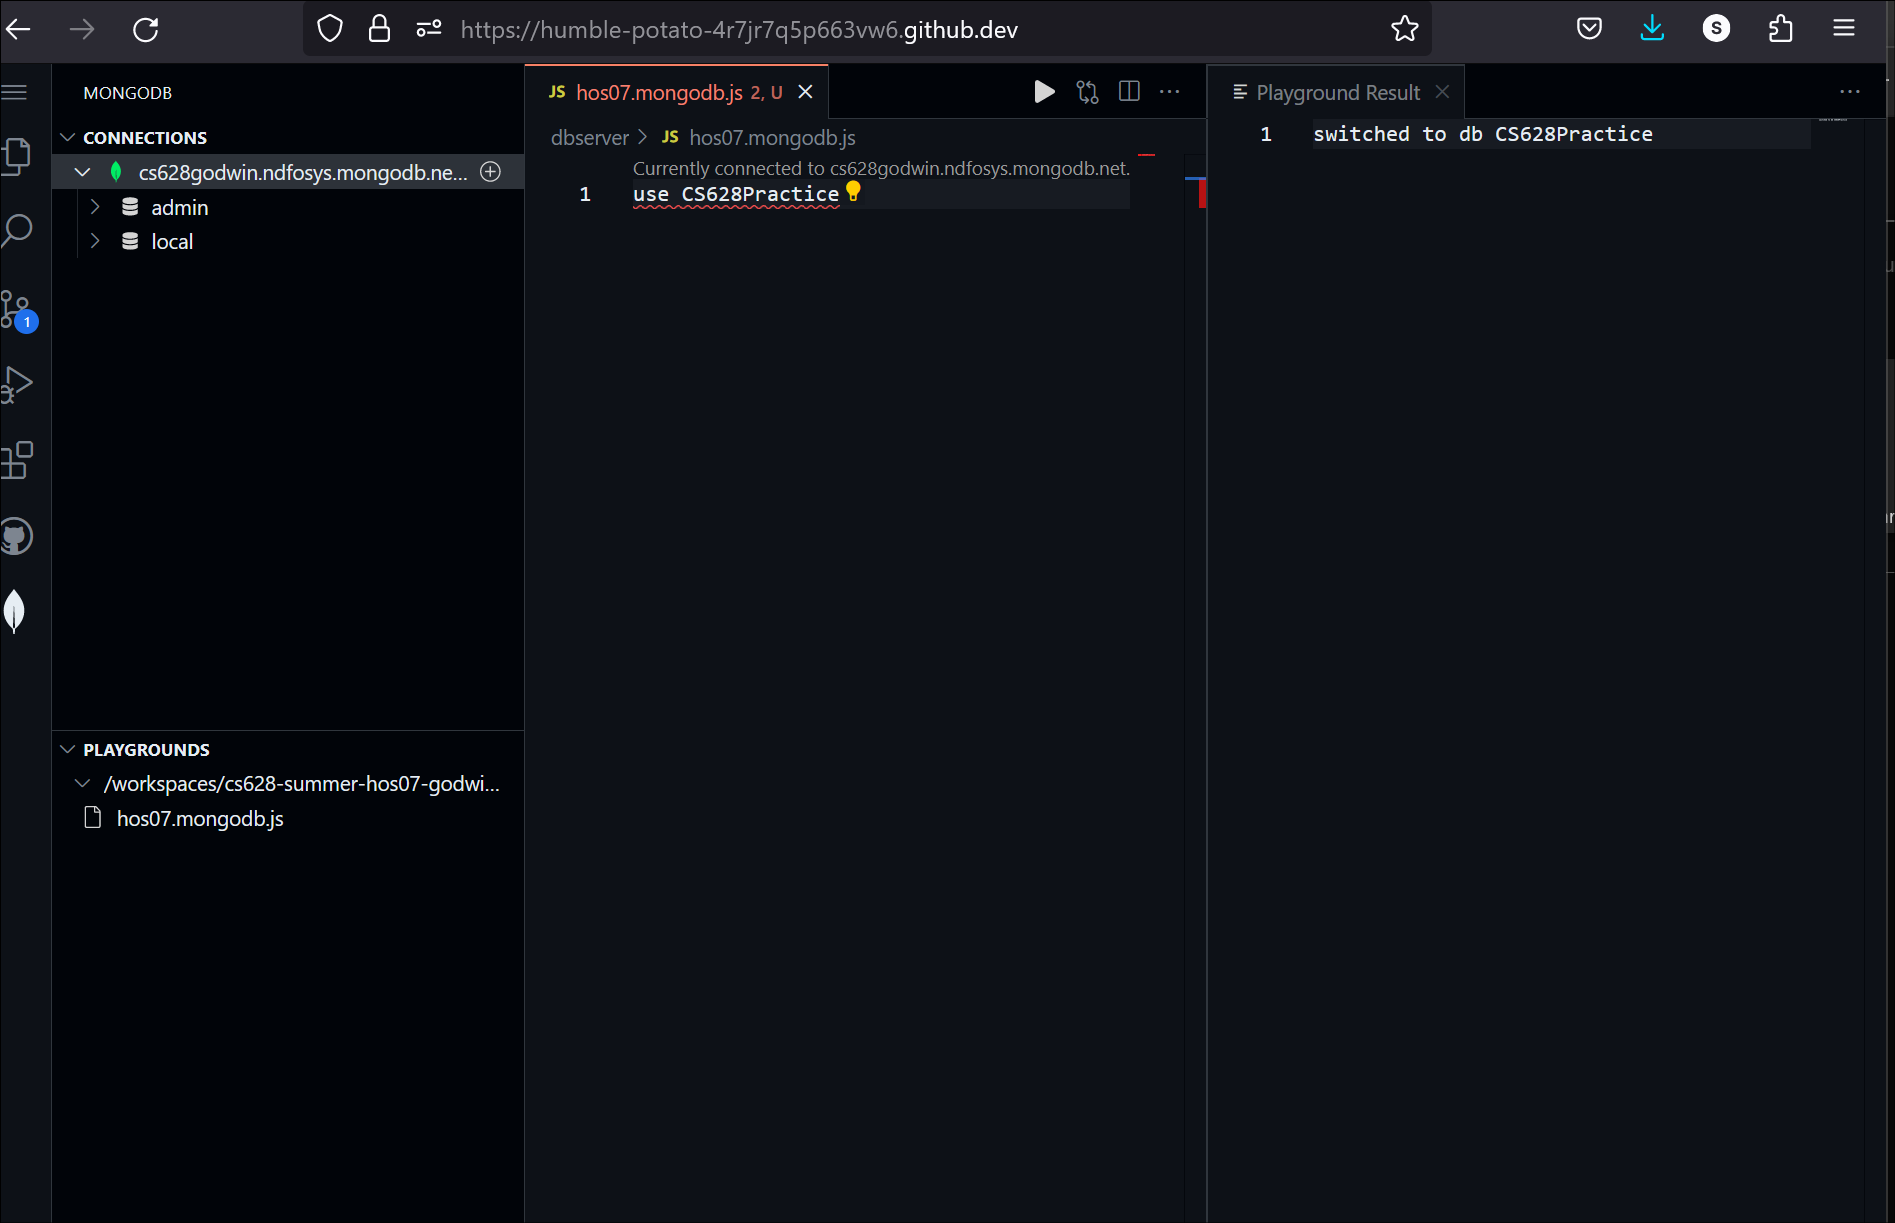 https://humble-potato-4r7jr7q5p663vw6.github.dev
S
MONGODB
CONNECTIONS
cs628godwin.ndfosys.mongodb.ne...
admin
local
1
PLAYGROUNDS
/workspaces/cs628-summer-hos07-godwi...
hos07.mongodb.js
JS hos07.mongodb.js 2, U
dbserver > JS hos07.mongodb.js
Currently connected to cs628godwin.ndfosys.mongodb.net.
1 use CS628Practice
Playground Result
1 switched to db CS628Practice